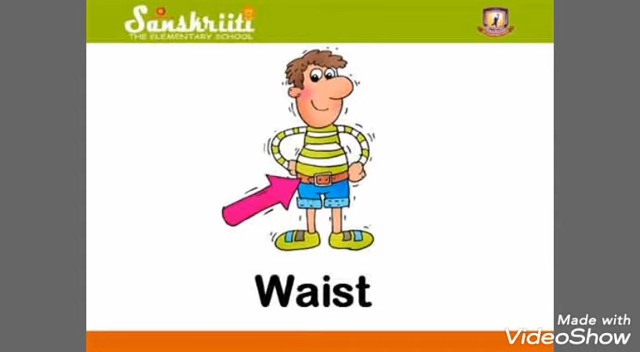 Sanskriiti
THE ELEMENTARY SCHOOL
Waist
Made with
VideoShow